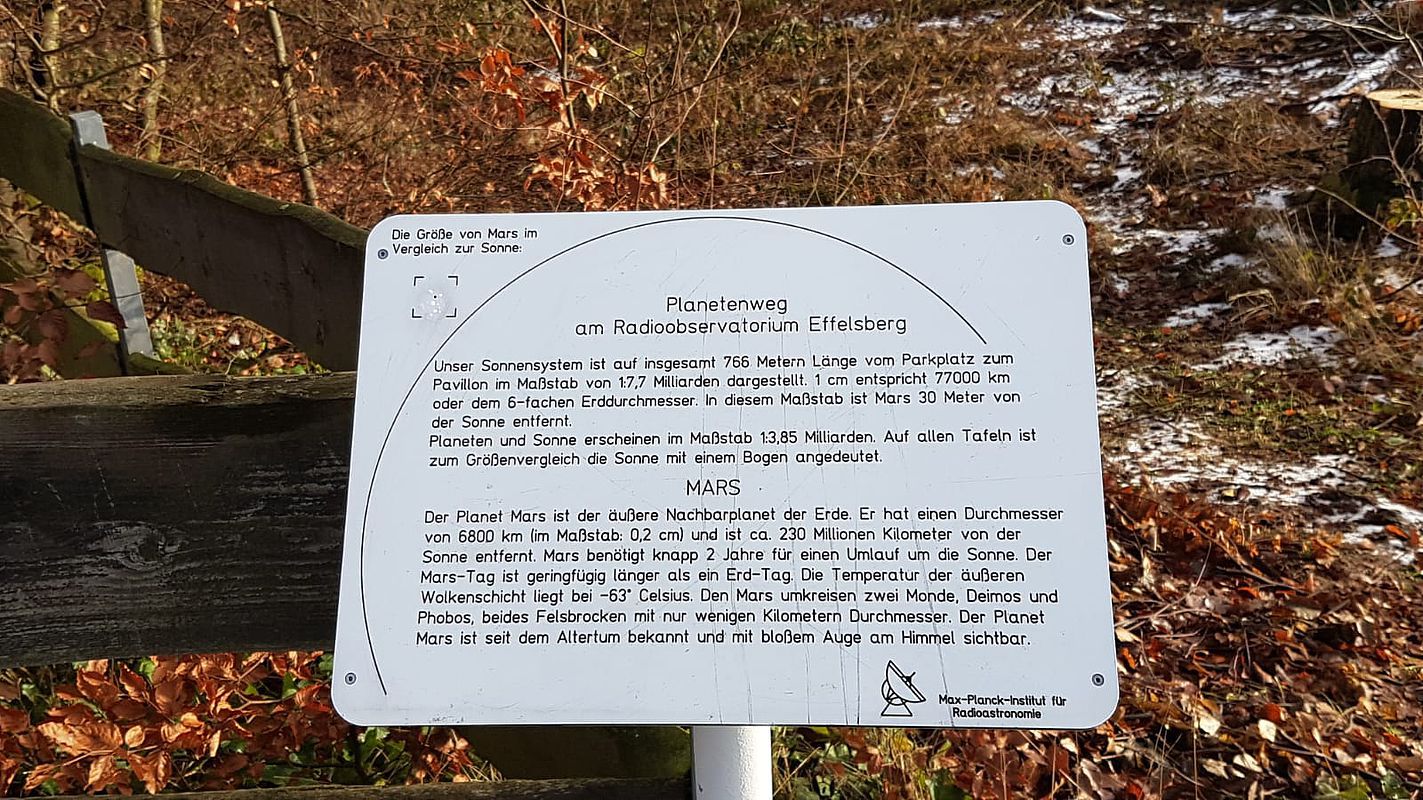 Die Größe von Mars im
Vergleich zur Sonne:
Planetenweg
am Radioobservatorium Effelsberg
Unser Sonnensystem ist auf insgesamt 766 Metern Länge vom Parkplatz zum
Pavillon im Maßstab von 1:7,7 Milliarden dargestellt. 1 cm entspricht 77000 km
oder dem 6-fachen Erddurchmesser. In diesem Maßstab ist Mars 30 Meter von
der Sonne entfernt.
Planeten und Sonne erscheinen im Maßstab 1:3,85 Milliarden. Auf allen Tafeln ist
zum Größenvergleich die Sonne mit einem Bogen angedeutet.
MARS
Der Planet Mars ist der äußere Nachbarplanet der Erde. Er hat einen Durchmesser
von 6800 km (im Maßstab: 0,2 cm) und ist ca. 230 Millionen Kilometer von der
Sonne entfernt. Mars benötigt knapp 2 Jahre für einen Umlauf um die Sonne. Der
Mars-Tag ist geringfügig länger als ein Erd-Tag. Die Temperatur der äußeren
Wolkenschicht liegt bei -63° Celsius. Den Mars umkreisen zwei Monde, Deimos und
Phobos, beides Felsbrocken mit nur wenigen Kilometern Durchmesser. Der Planet
Mars ist seit dem Altertum bekannt und mit bloßem Auge am Himmel sichtbar.
Max-Planck-Institut für
Radioastronomie